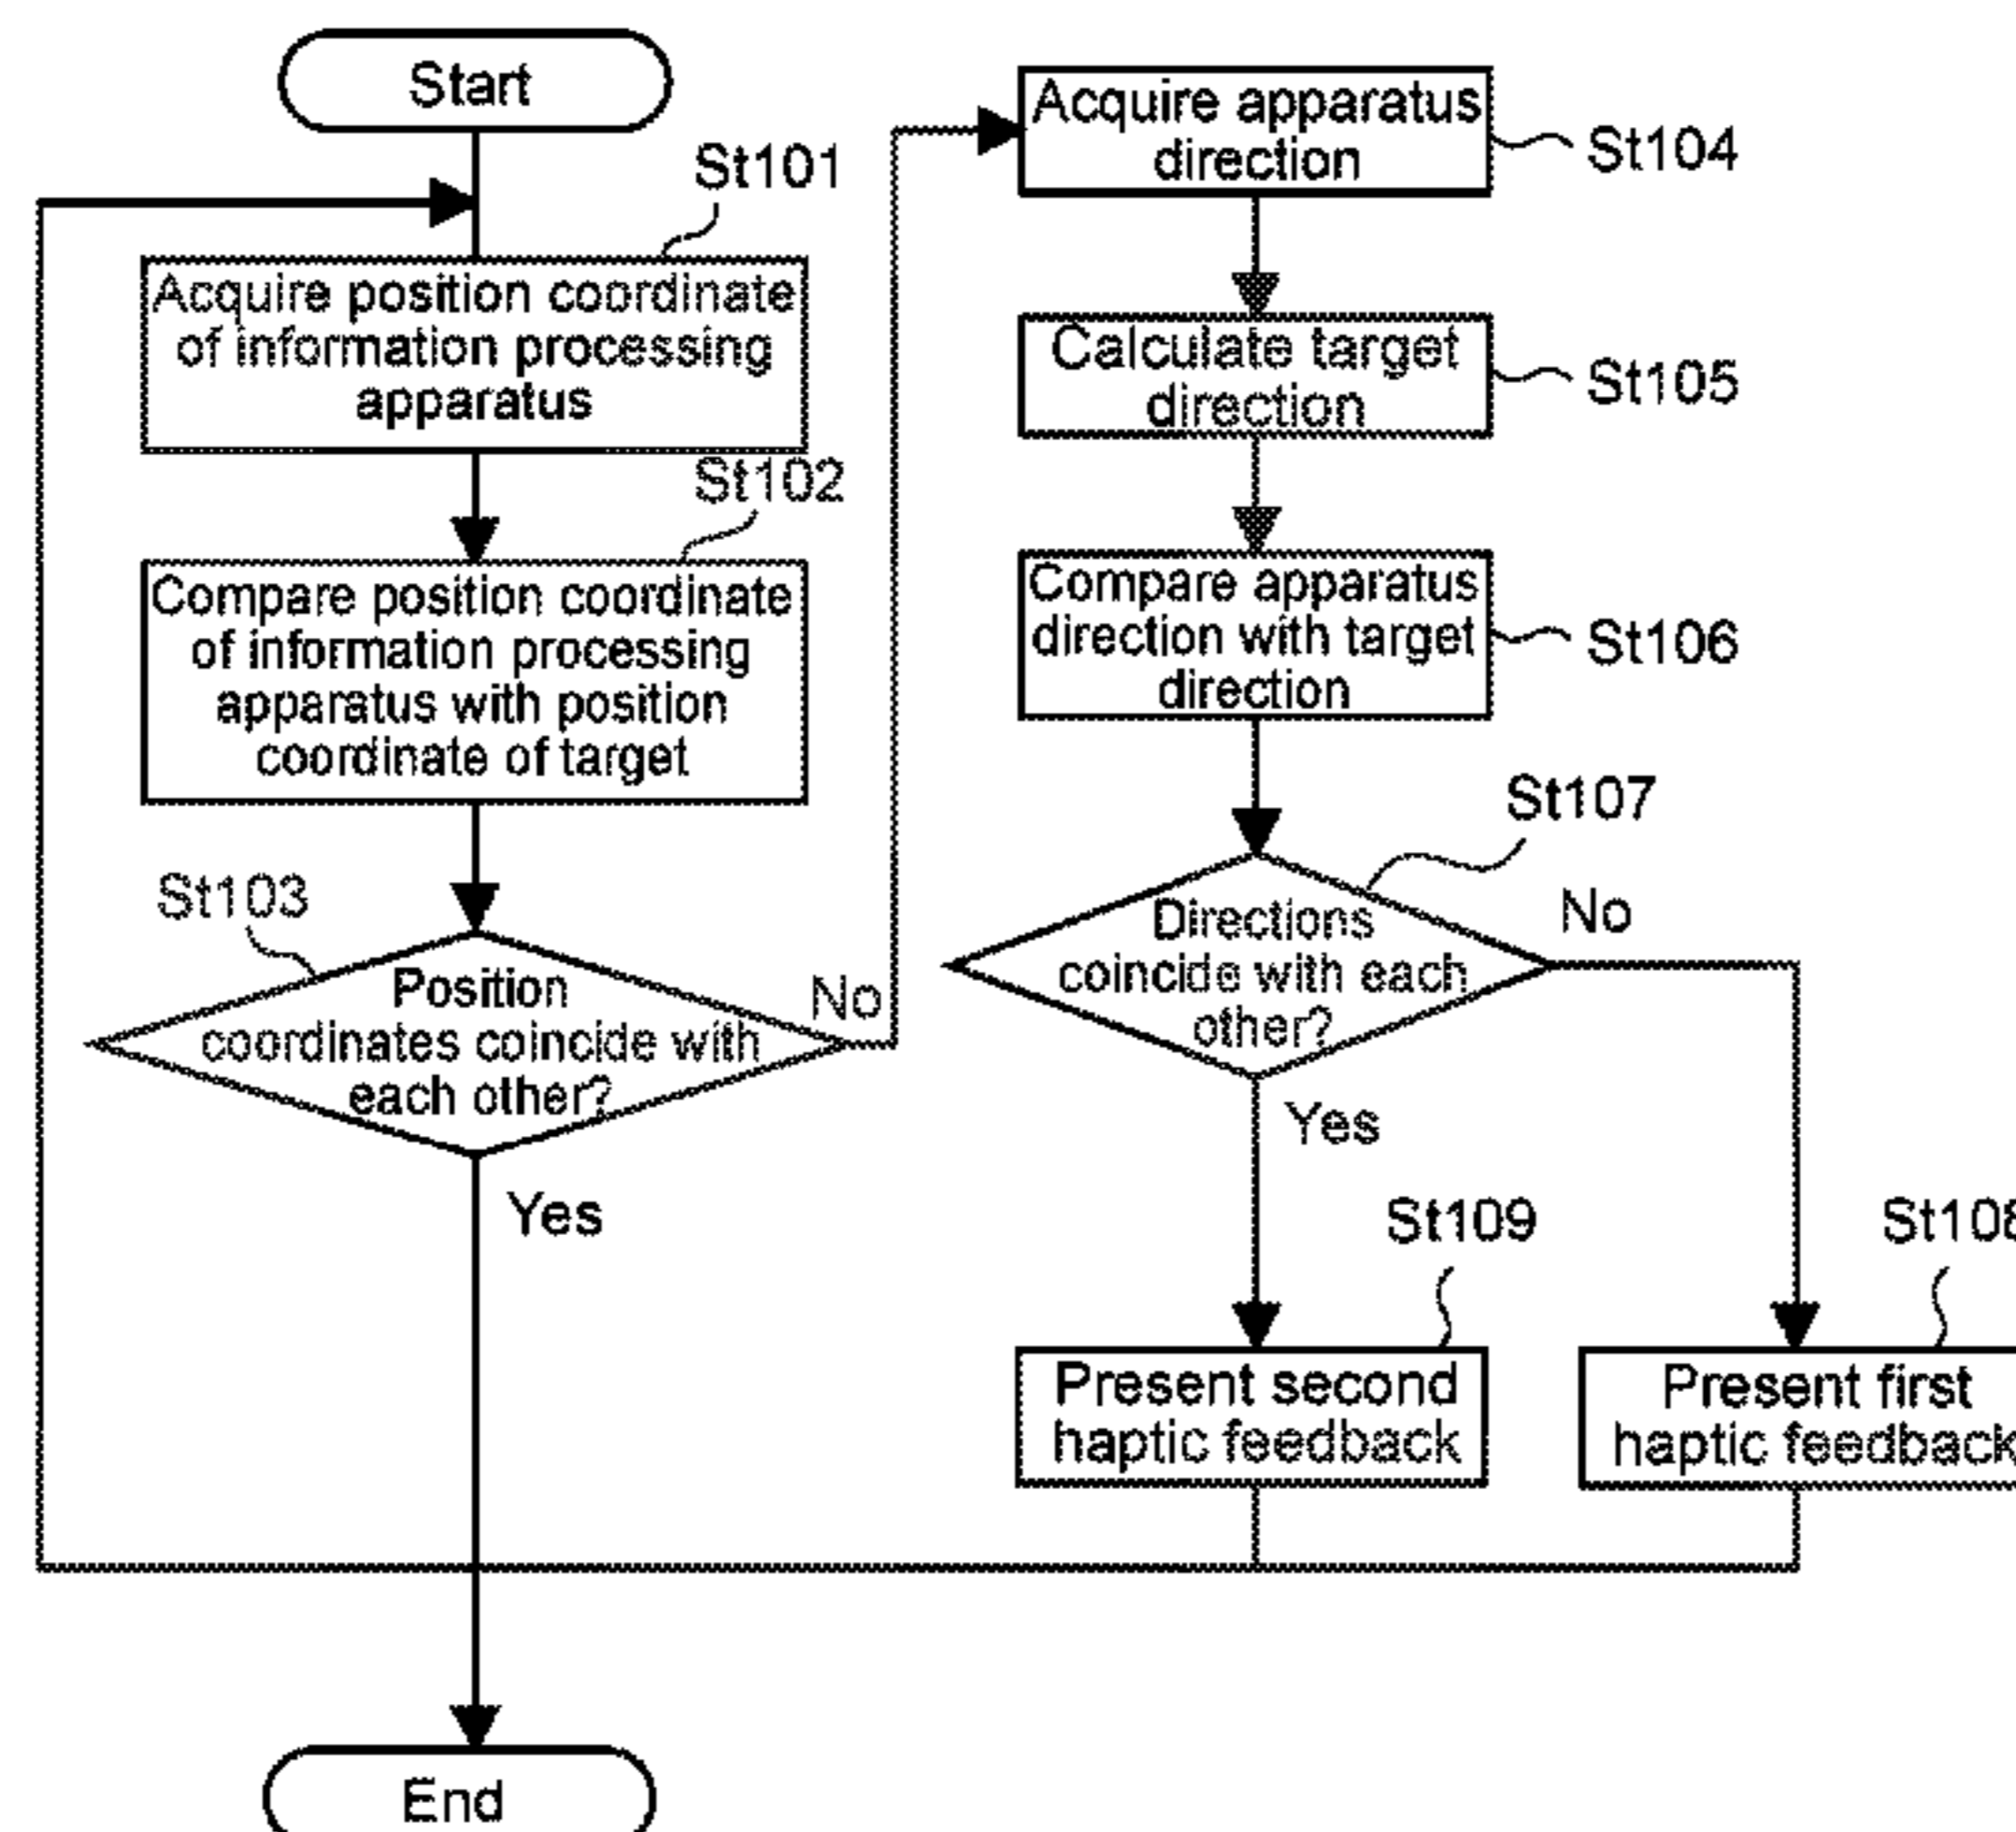 Start
St101
Acquire position coordinate
of information processing
apparatus
St102
Compare position coordinate
of information processing
apparatus with position
coordinate of target
St103
Position
coordinates coincide with
each other?
No
Yes
End
Acquire apparatus
direction
St104
Calculate target
direction
St105
Compare apparatus
direction with target
direction
St106
St107
Directions
coincide with each
other?
No
Yes
St109
Present second
haptic feedback
St108
Present first
haptic feedback